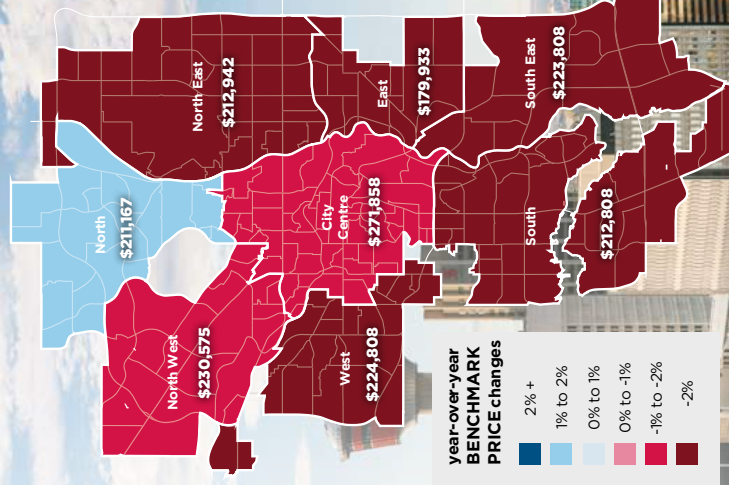 North East
$212,942
East
$179,933
South East
$223,808
North
$211,167
City
Centre
$271,858
South
$212,808
North West
$230,575
West
$224,808
year-over-year
BENCHMARK
PRICE changes
2% +
1% to 2%
0% to 1%
0% to -1%
-1% to -2%
-2%